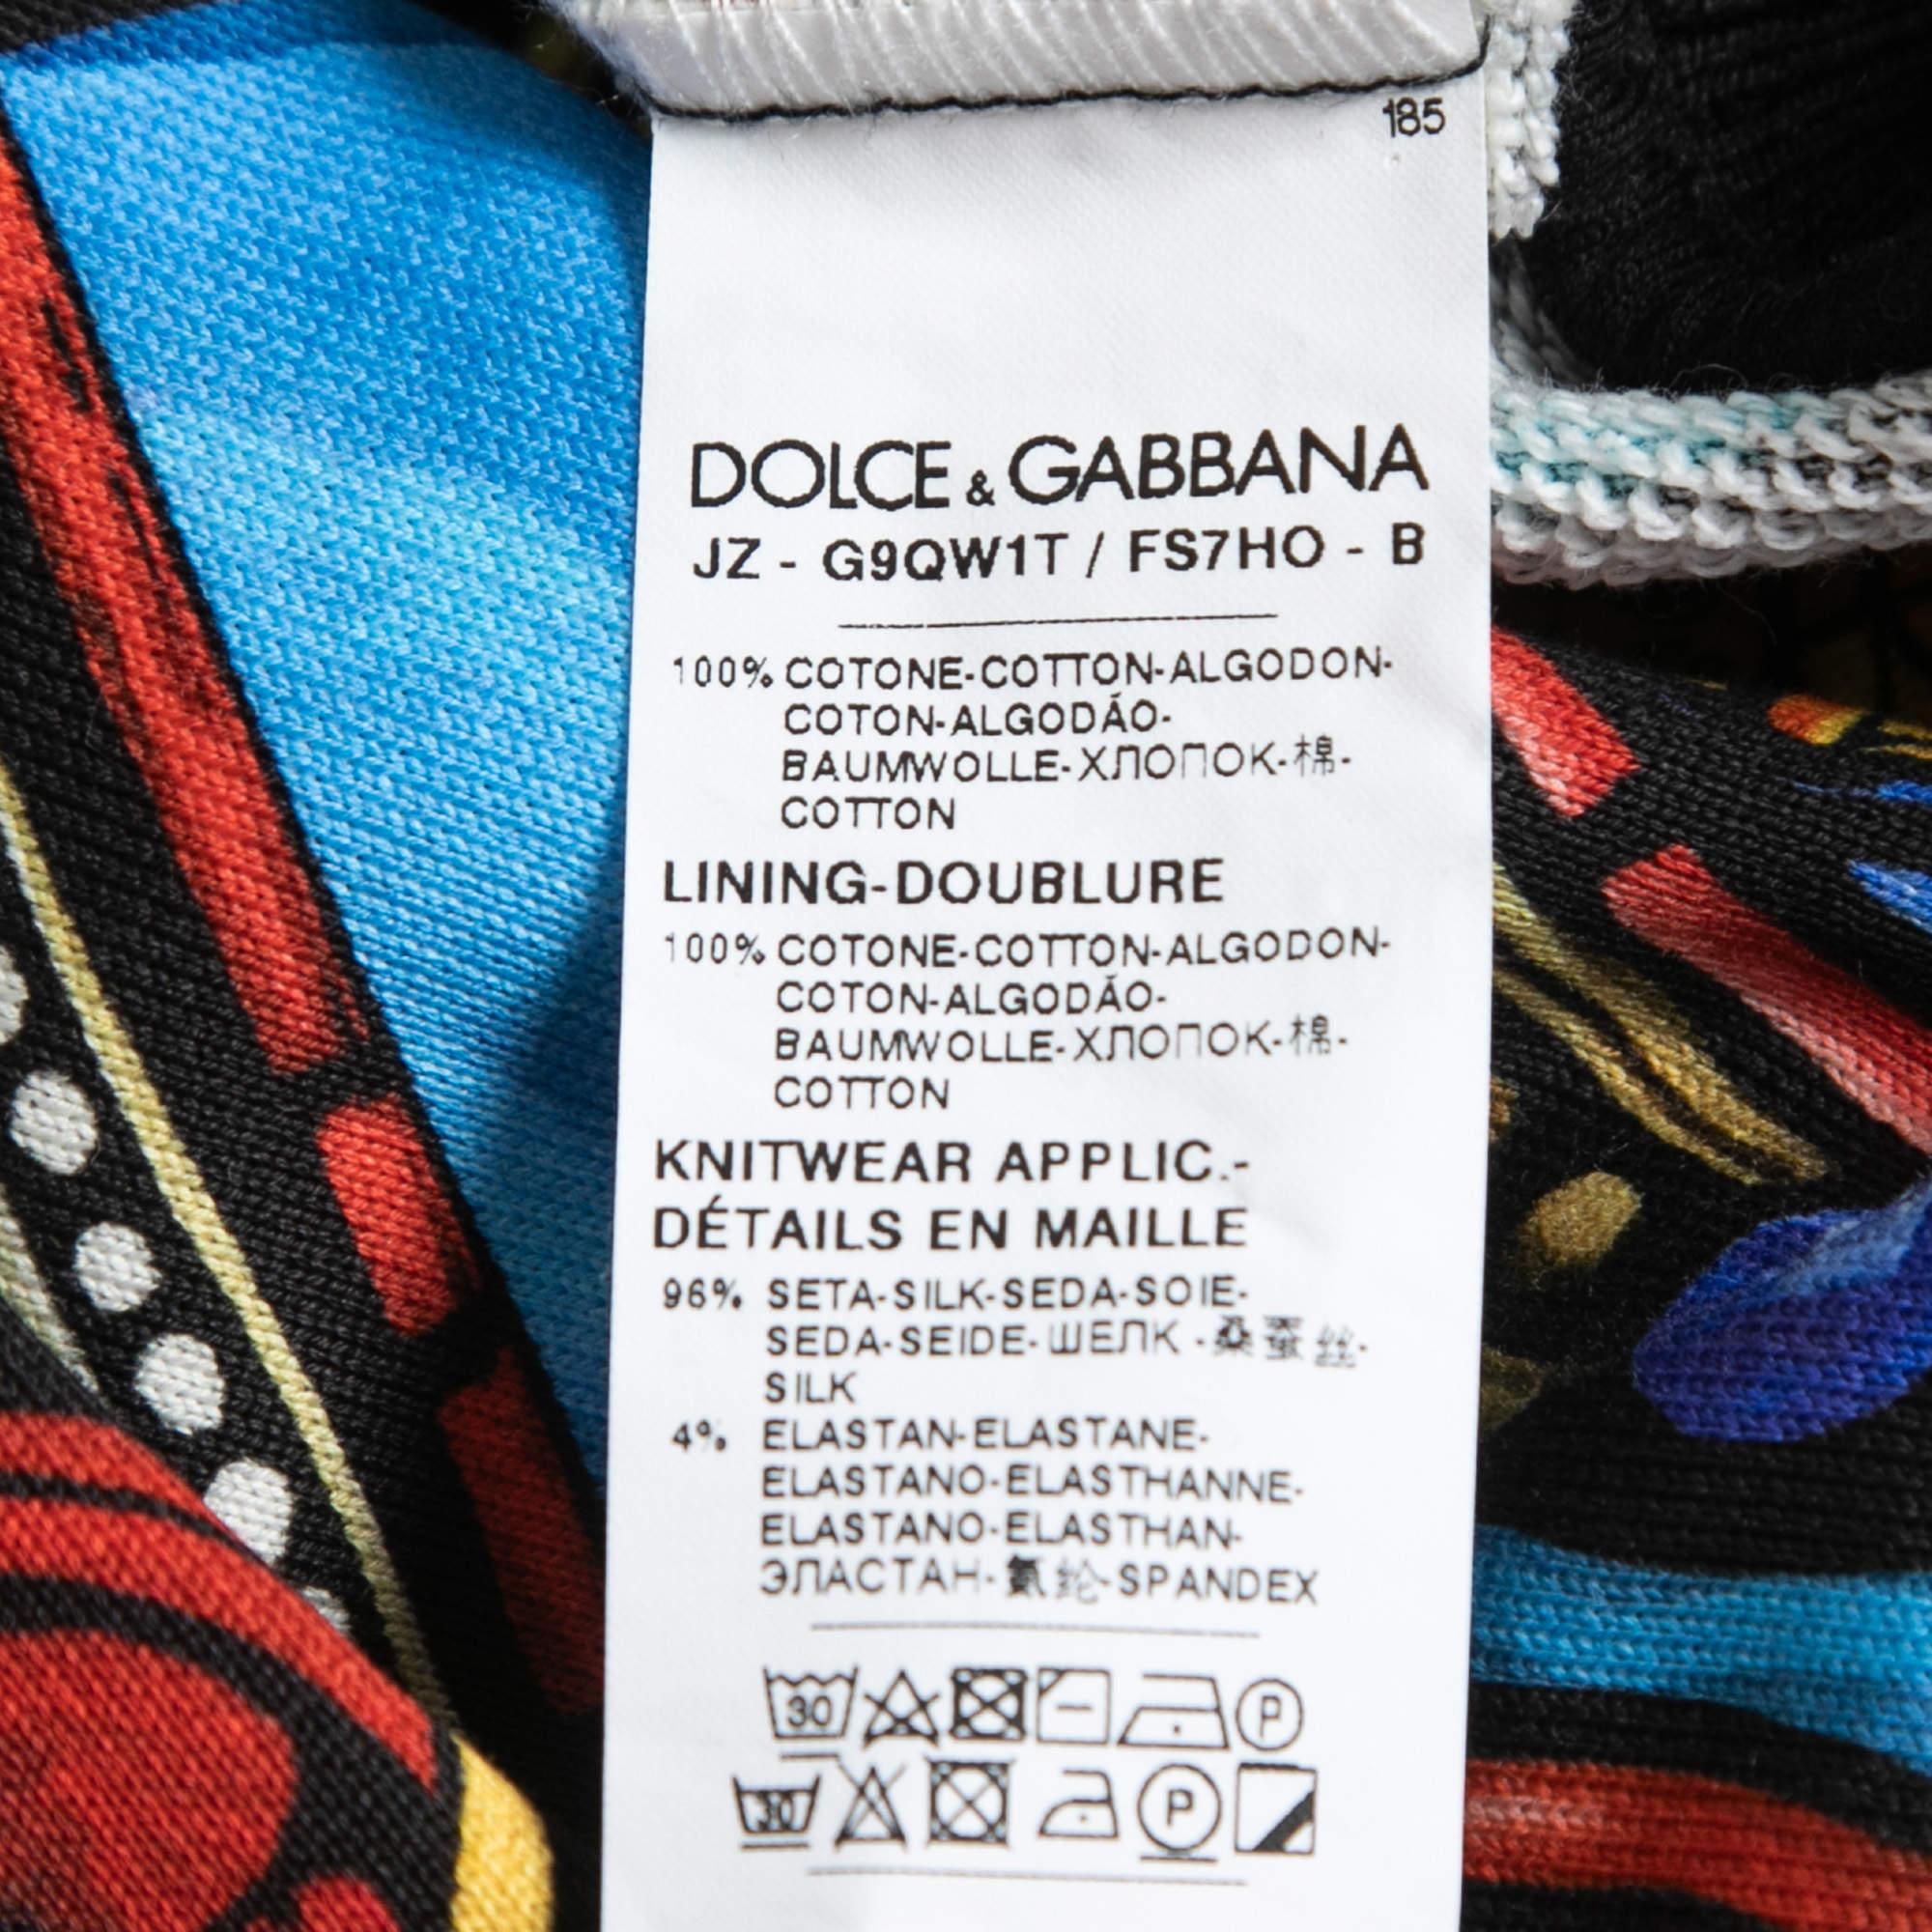 185
DOLCE & GABBANA
JZ - G9QW1T / FS7HO - B
100% COTONE-COTTON-ALGODON-
COTON-ALGODÃO-
BAUMWOLLE-ХЛОПОК-棉-
COTTON
LINING-DOUBLURE
100% COTONE-COTTON-ALGODON-
COTON-ALGODÃO-
BAUMWOLLE-ХЛОПОК-棉-
COTTON
KNITWEAR APPLIC.-
DÉTAILS EN MAILLE
96% SETA-SILK-SEDA-SOIE-
SEDA-SEIDE-ШЕЛК-桑蚕丝-
SILK
4% ELASTAN-ELASTANE-
ELASTANO-ELASTHANNE-
ELASTANO-ELASTHAN-
ЭЛАСТАН-氨纶-SPANDEX
30 P
30 P